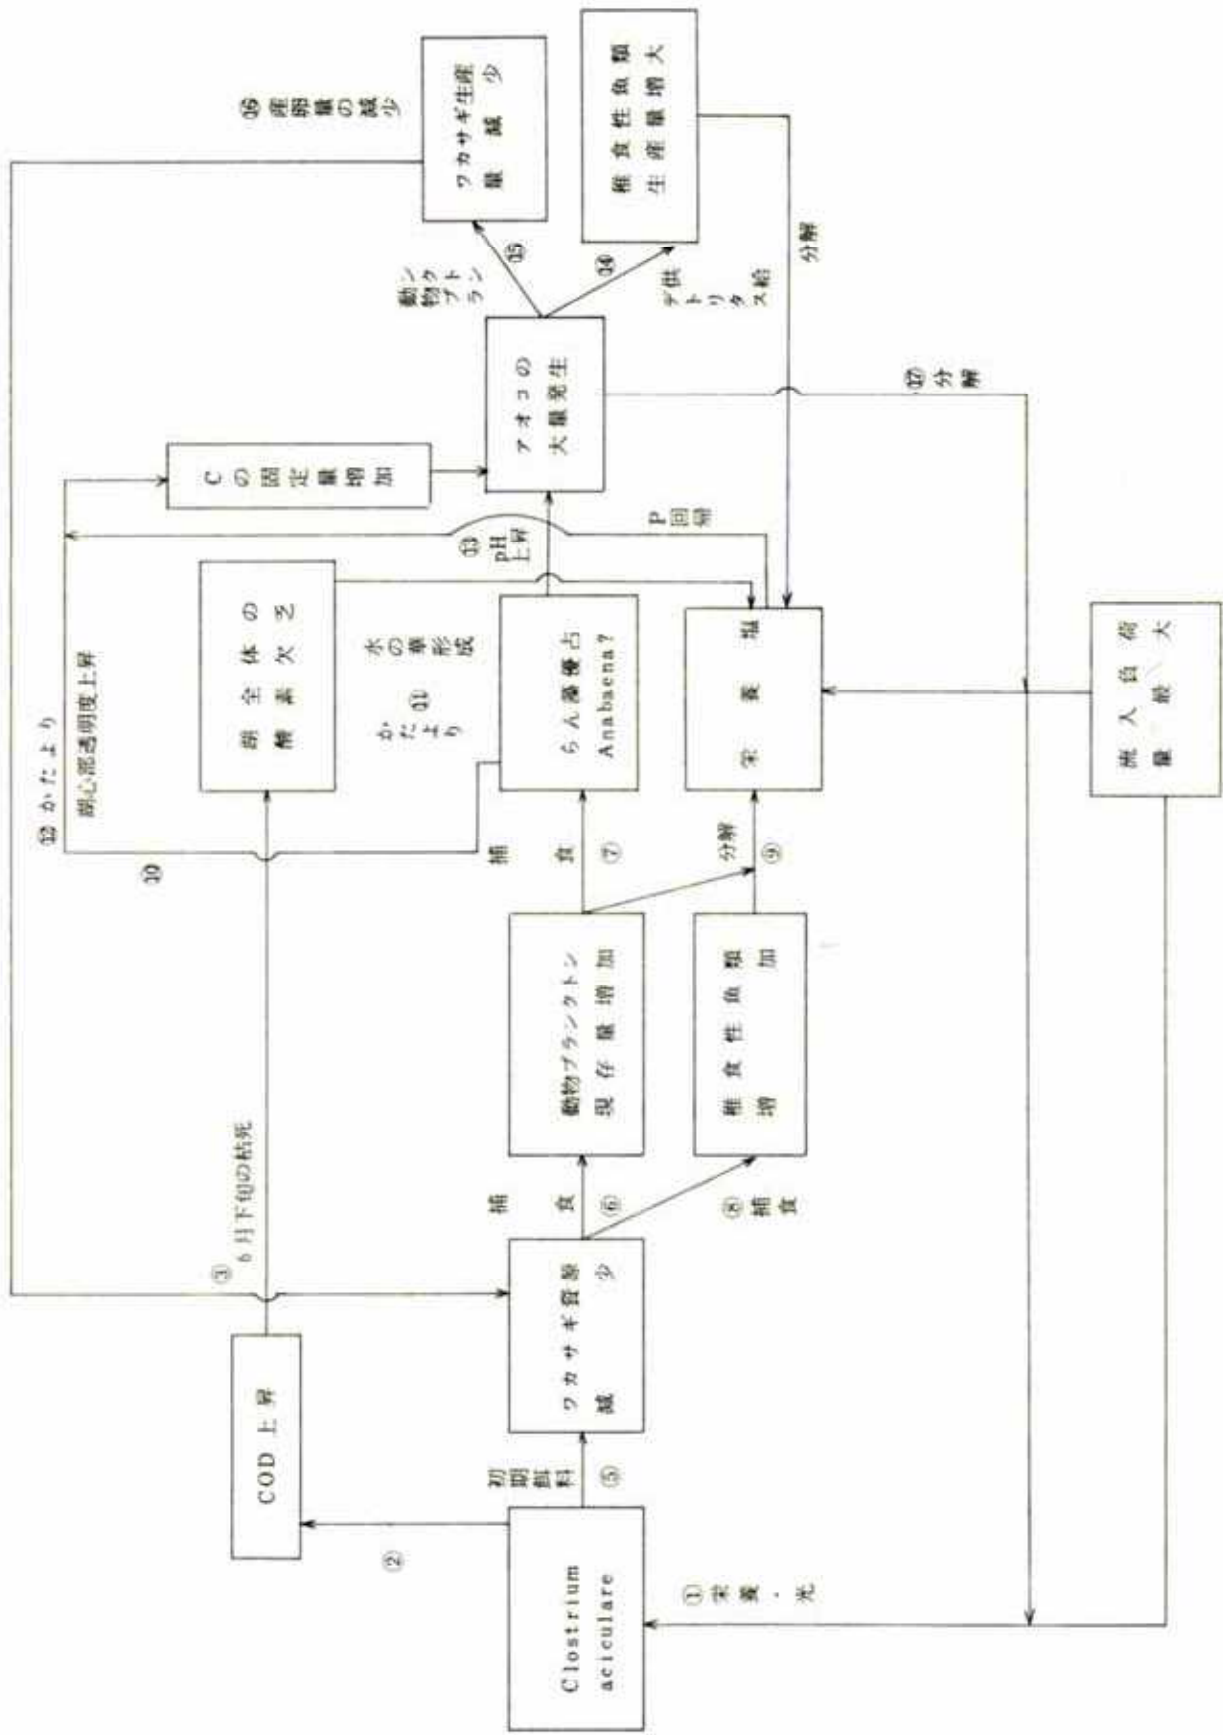 ⑯ 産卵量の減少
ワカサギ生産
量減少
稚食性魚類
生産量増大
動物プランクトン
⑮
⑭
デトリタス供給
分解
アオコの
大量発生
⑰ 分解
Cの固定量増加
⑫ かたより
湖心部透明度上昇
湖全体の
酸素欠乏
水の華形成
⑪
かたより
⑬
pH
上昇
P回帰
らん藻優占
Anabaena?
栄養塩
流入負荷
量最大
⑩
捕食
⑦
分解
⑨
動物プランクトン
現存量増加
稚食性魚類
増加
③ 6月下旬の枯死
捕食
⑥
⑧ 捕食
COD 上昇
ワカサギ資源
減少
初期餌料
⑤
②
① 栄養・光
Clostrium
aciculare